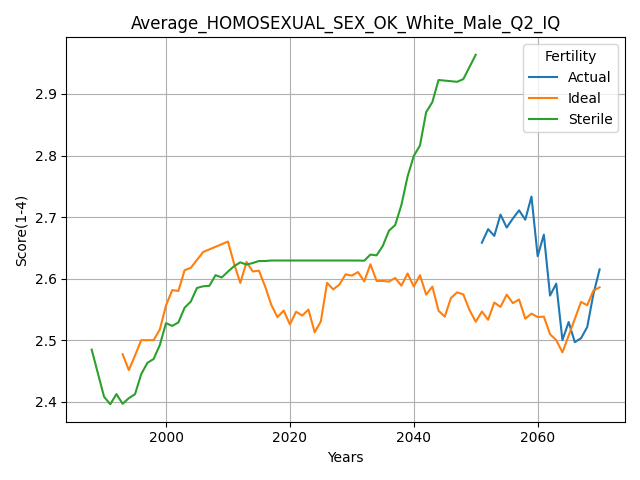 Average_HOMOSEXUAL_SEX_OK_White_Male_Q2_IQ
Fertility
Actual
Ideal
Sterile
Score(1-4)
2.9
2.8
2.7
2.6
2.5
2.4
2000
2020
2040
2060
Years